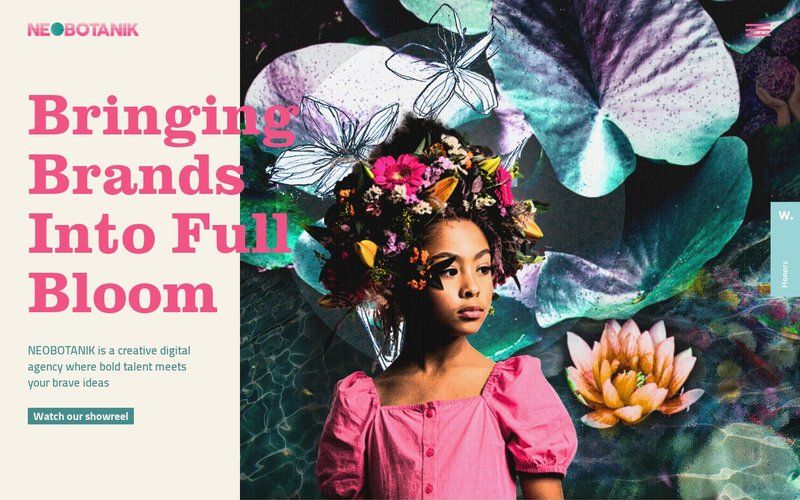 NEOBOTANIK
Bringing
Brands
Into Full
Bloom
NEOBOTANIK is a creative digital
agency where bold talent meets
your brave ideas
Watch our showreel
W.
Honors